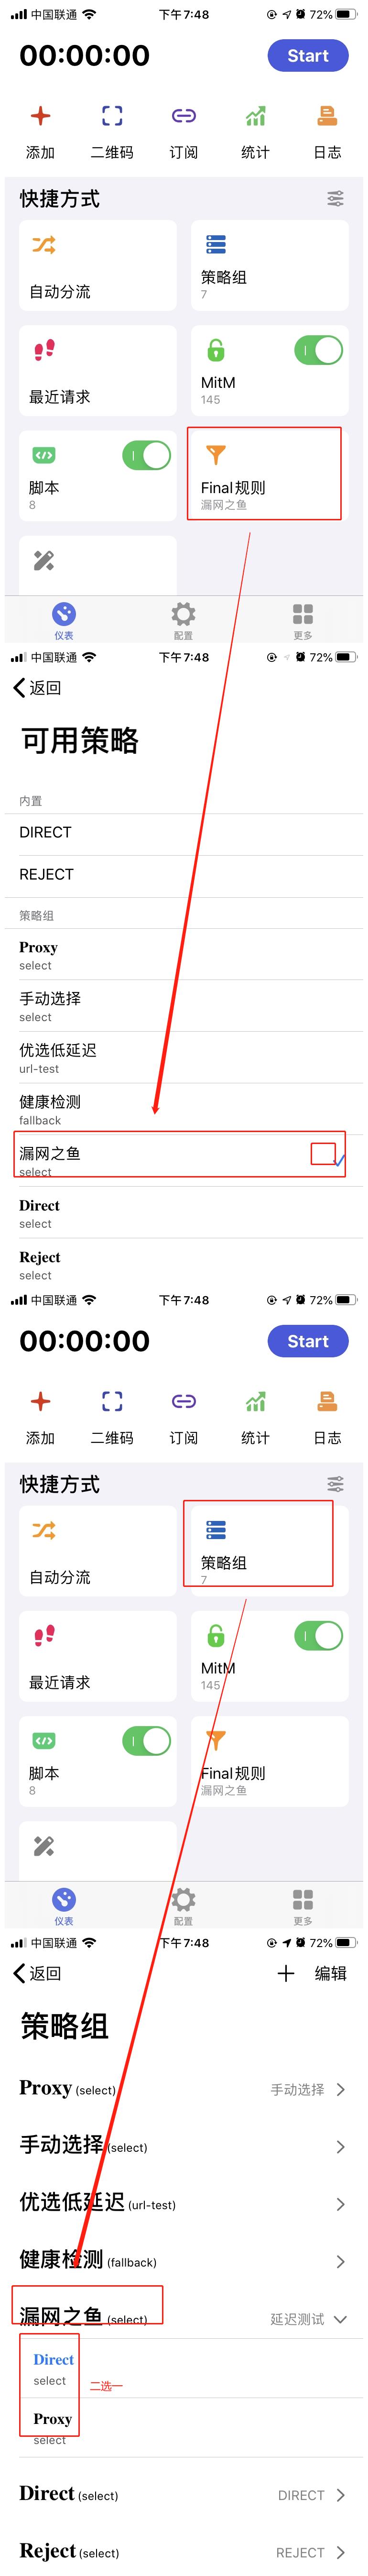 中国联通 下午7:48 72%
00:00:00 Start
添加 二维码 订阅 统计 日志
快捷方式
自动分流 策略组
7
最近请求 MitM
145
脚本 Final规则
8 漏网之鱼
仪表 配置 更多
中国联通 下午7:48 72%
返回
可用策略
内置
DIRECT
REJECT
策略组
Proxy
select
手动选择
select
优选低延迟
url-test
健康检测
fallback
漏网之鱼
select
Direct
select
Reject
select
中国联通 下午7:48 72%
00:00:00 Start
添加 二维码 订阅 统计 日志
快捷方式
自动分流 策略组
7
最近请求 MitM
145
脚本 Final规则
8 漏网之鱼
仪表 配置 更多
中国联通 下午7:48 72%
返回 编辑
策略组
Proxy (select) 手动选择
手动选择 (select)
优选低延迟 (url-test)
健康检测 (fallback)
漏网之鱼 (select) 延迟测试
Direct
select 二选一
Proxy
select
Direct (select) DIRECT
Reject (select) REJECT